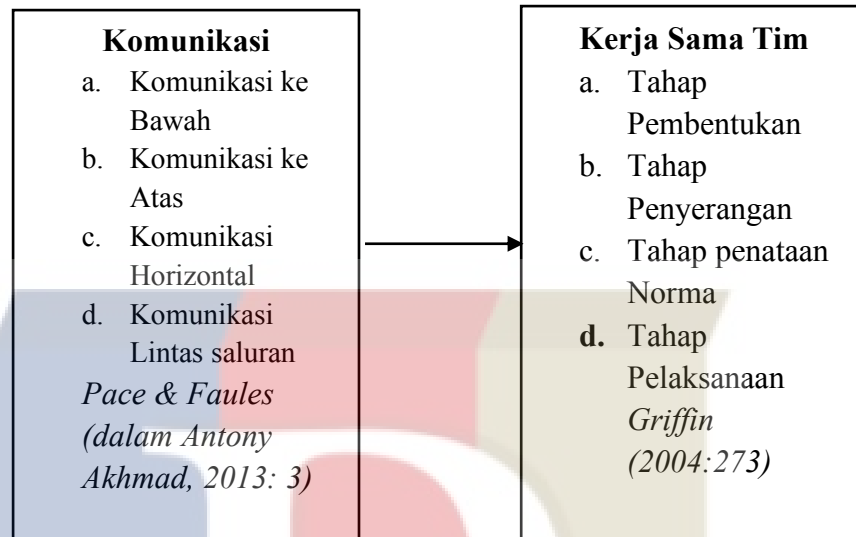 Komunikasi
a. Komunikasi ke
Bawah
b. Komunikasi ke
Atas
c. Komunikasi
Horizontal
d. Komunikasi
Lintas saluran
Pace & Faules
(dalam Antony
Akhmad, 2013: 3)
Kerja Sama Tim
a. Tahap
Pembentukan
b. Tahap
Penyerangan
c. Tahap penataan
Norma
d. Tahap
Pelaksanaan
Griffin
(2004:273)